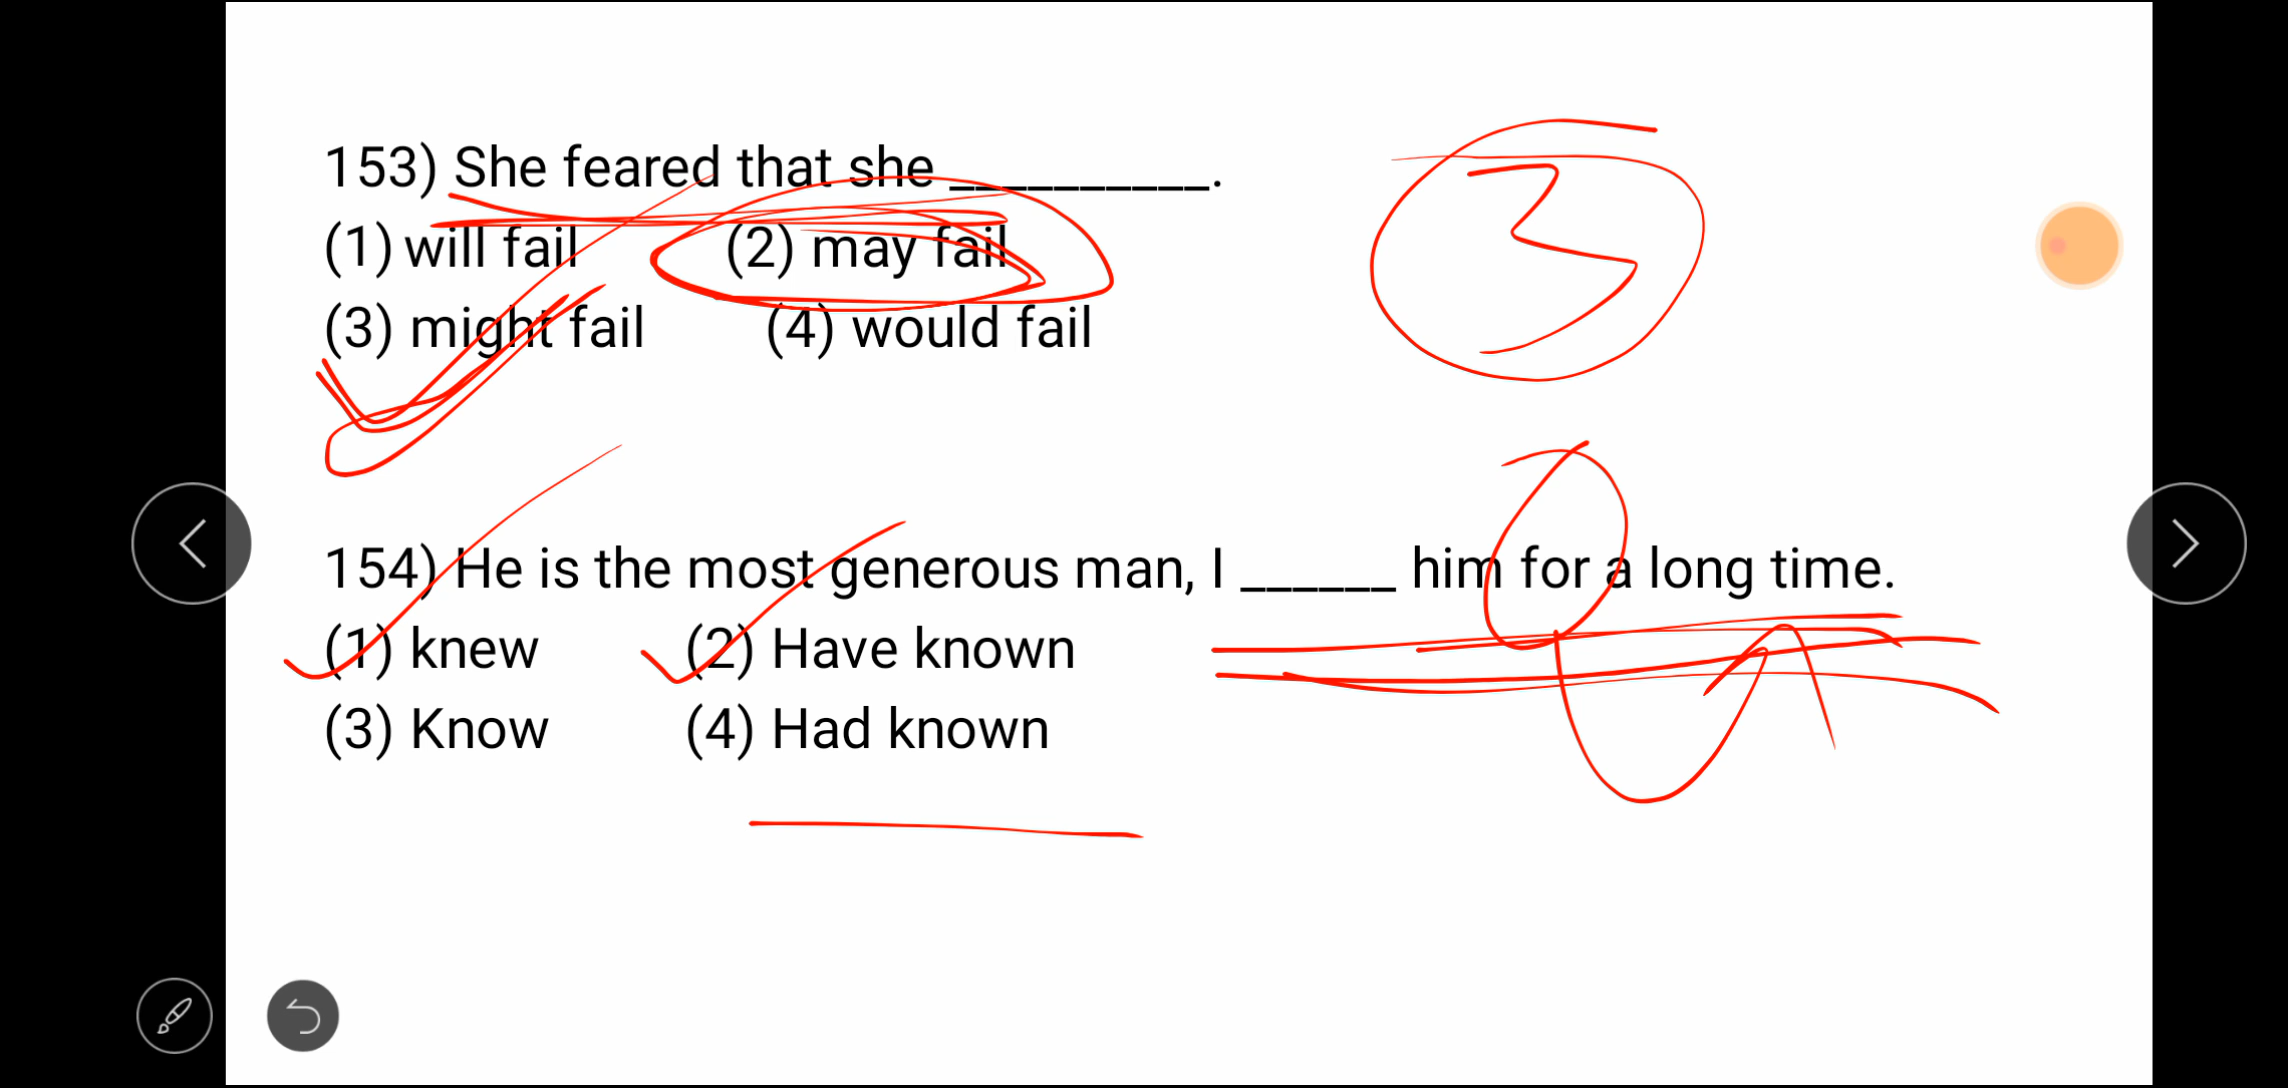 153) She feared that she __________.
(1) will fail (2) may fail
(3) might fail (4) would fail
3
154) He is the most generous man, I ______ him for a long time.
(1) knew (2) Have known
(3) Know (4) Had known